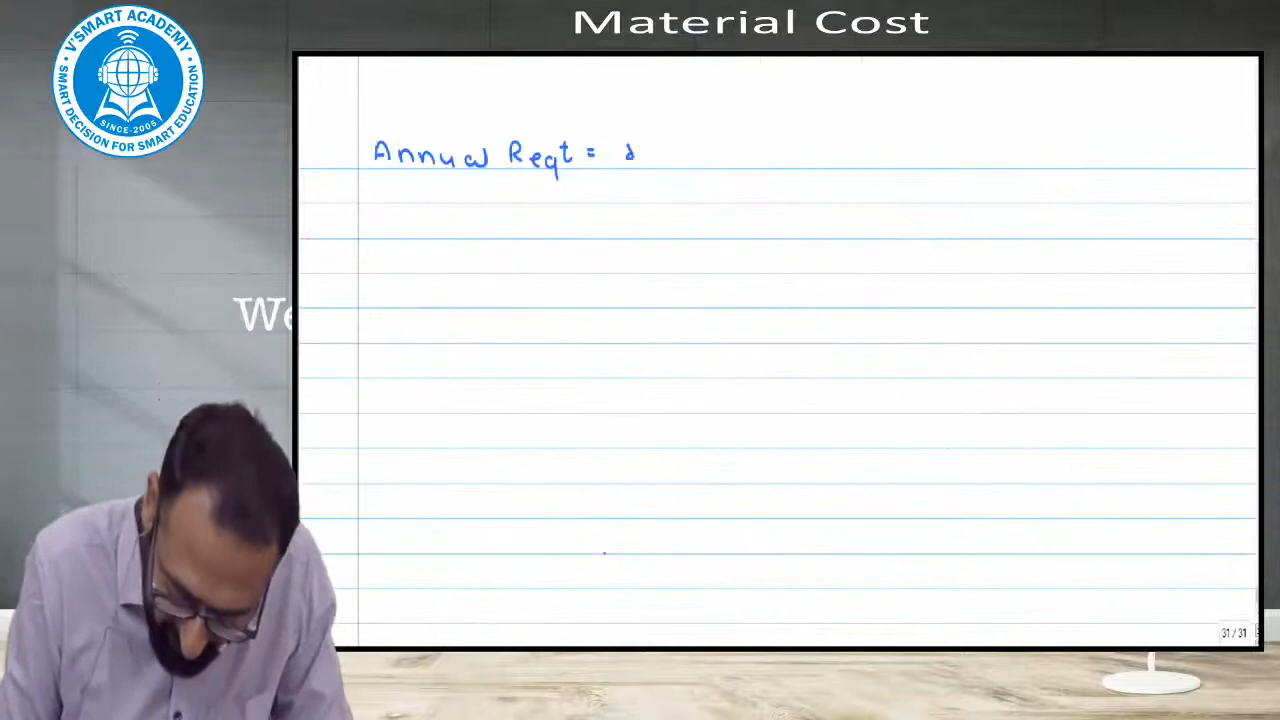 Material Cost
V'SMART ACADEMY
SINCE-2005
SMART DECISION FOR SMART EDUCATION
Annual Reqt =
We
31/31